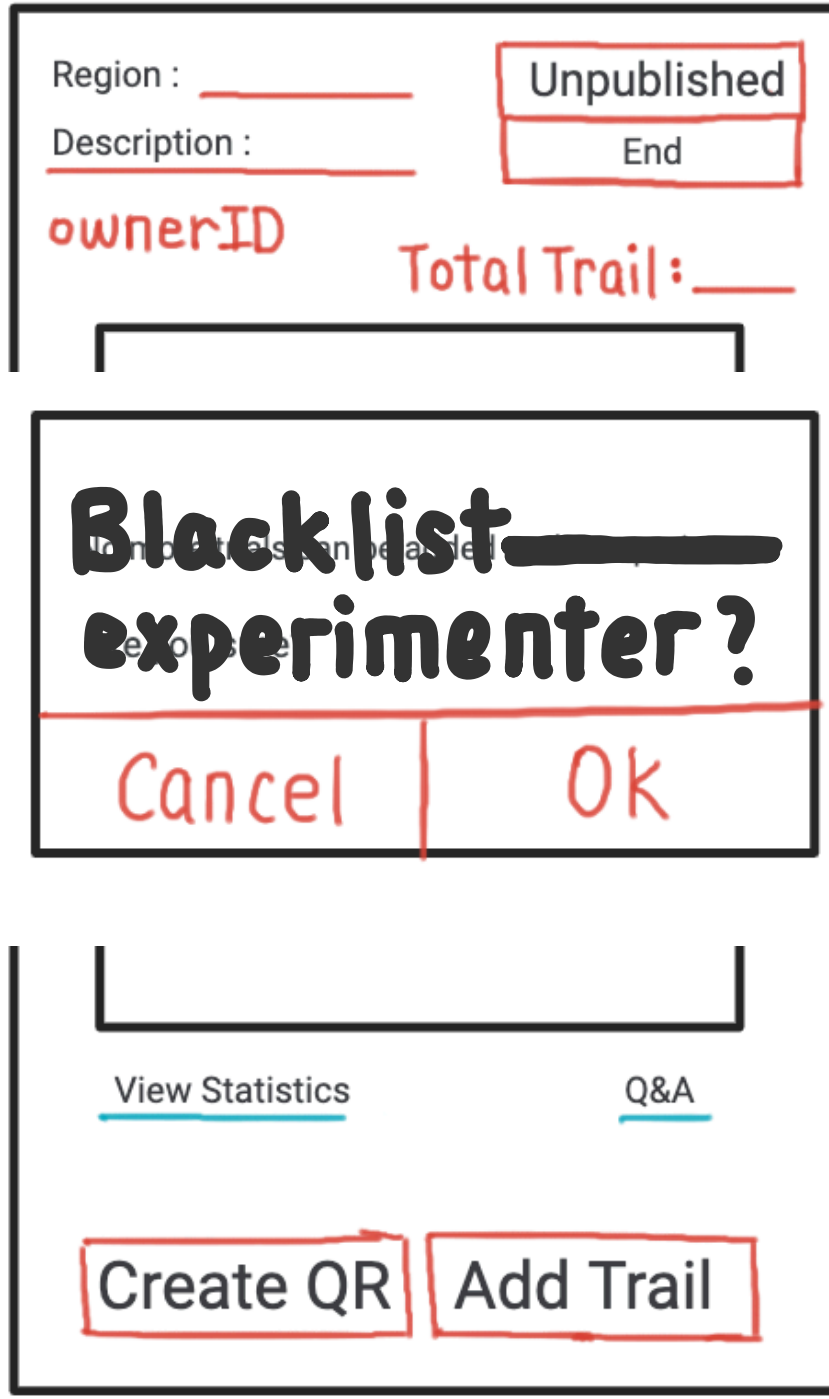 Region :
Unpublished
Description :
End
ownerID
Total Trail:
Blacklist
experimenter?
Cancel
OK
View Statistics
Q&A
Create QR
Add Trail